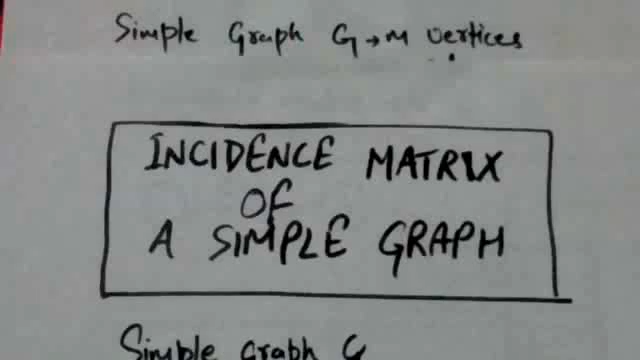 Simple Graph G→m vertices
INCIDENCE MATRIX
OF
A SIMPLE GRAPH
Simple Graph G